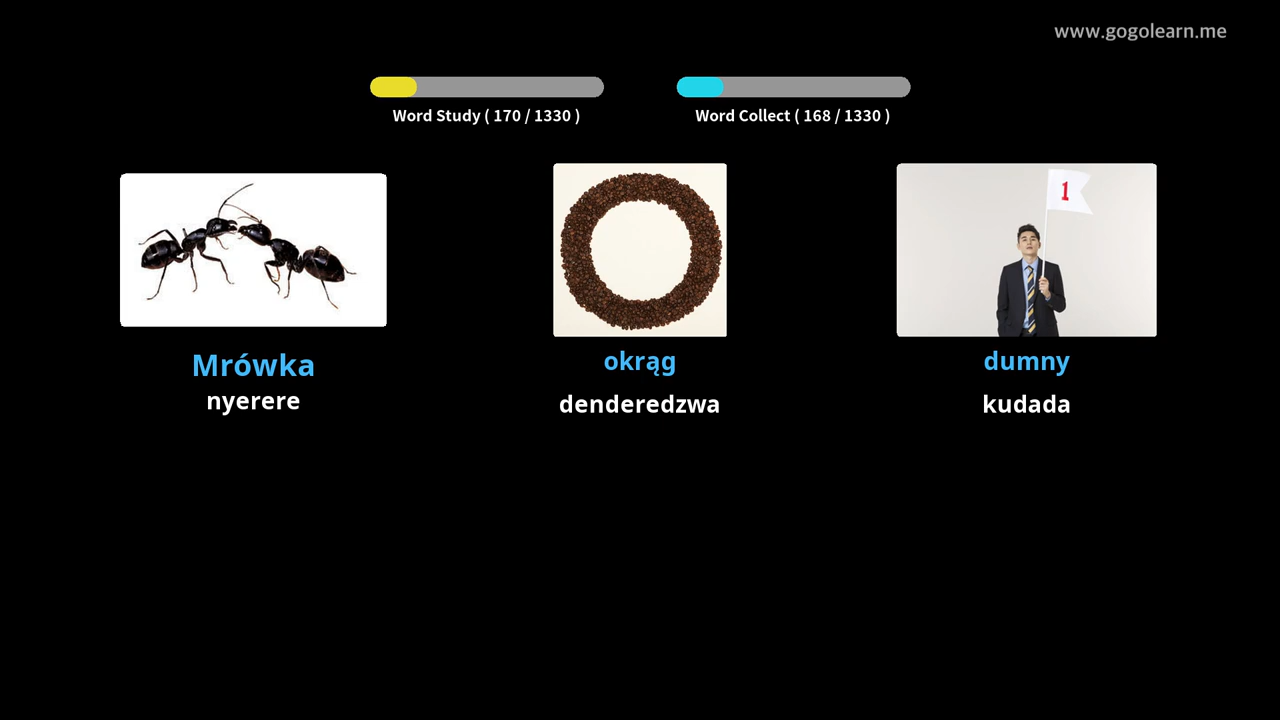 www.gogolearn.me
Word Study ( 170 / 1330 )
Word Collect ( 168 / 1330 )
1
Mrówka
nyerere
okrąg
denderedzwa
dumny
kudada